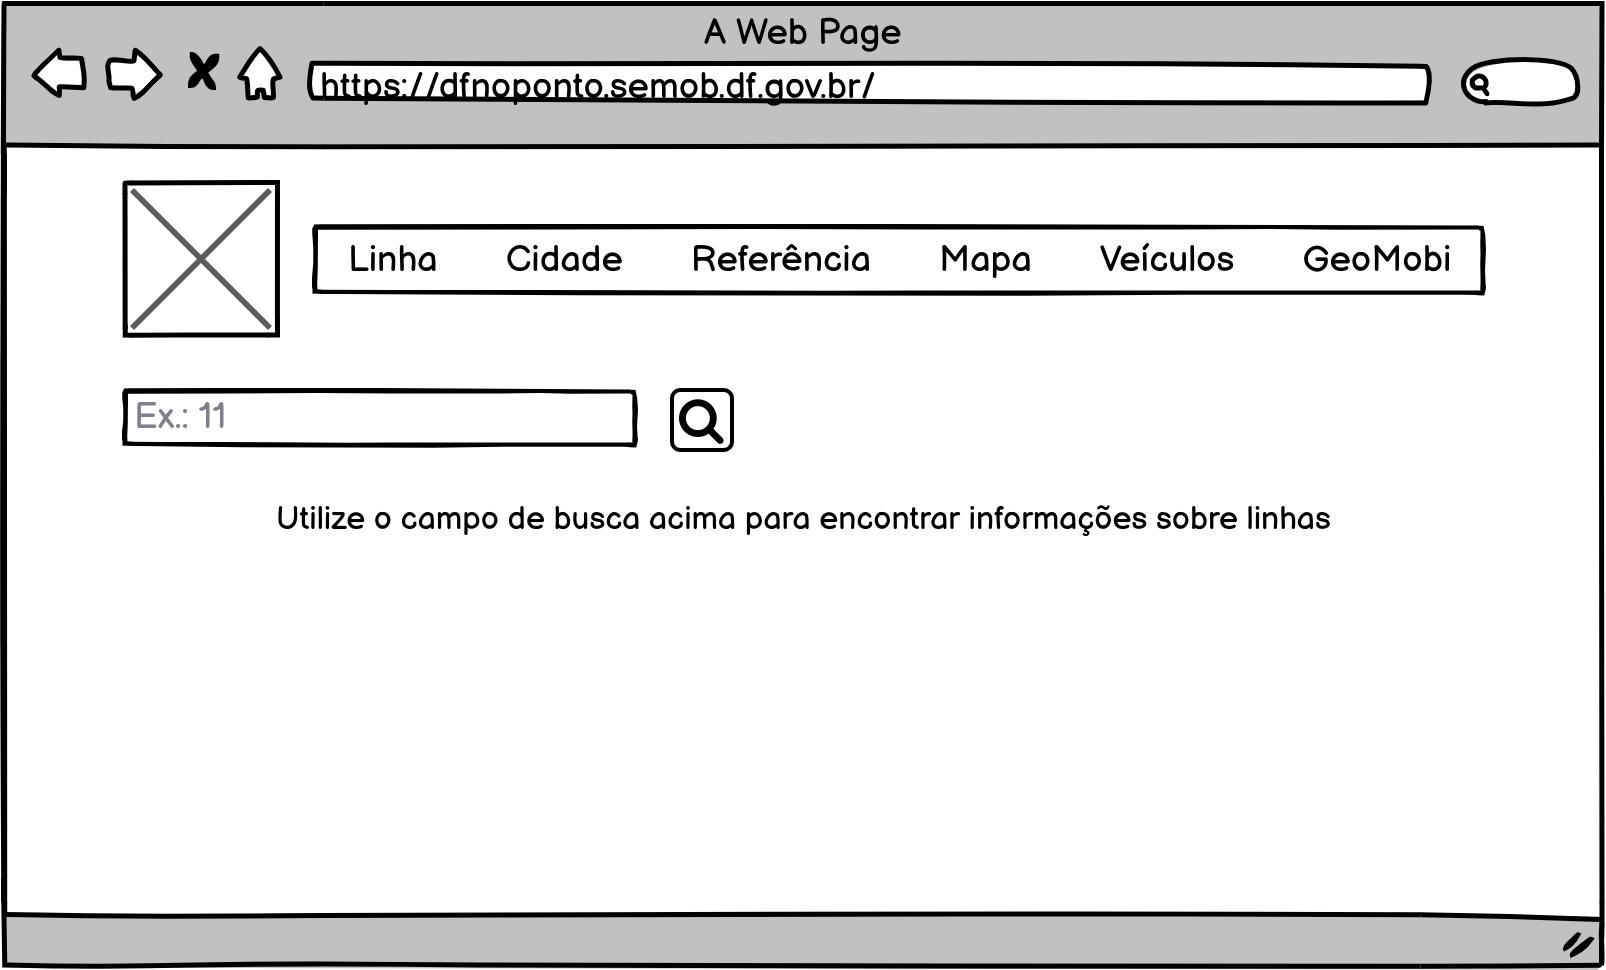 A Web Page
https://dfnoponto.semob.df.gov.br/
Linha Cidade Referência Mapa Veículos GeoMobi
Ex.: 11
Utilize o campo de busca acima para encontrar informações sobre linhas